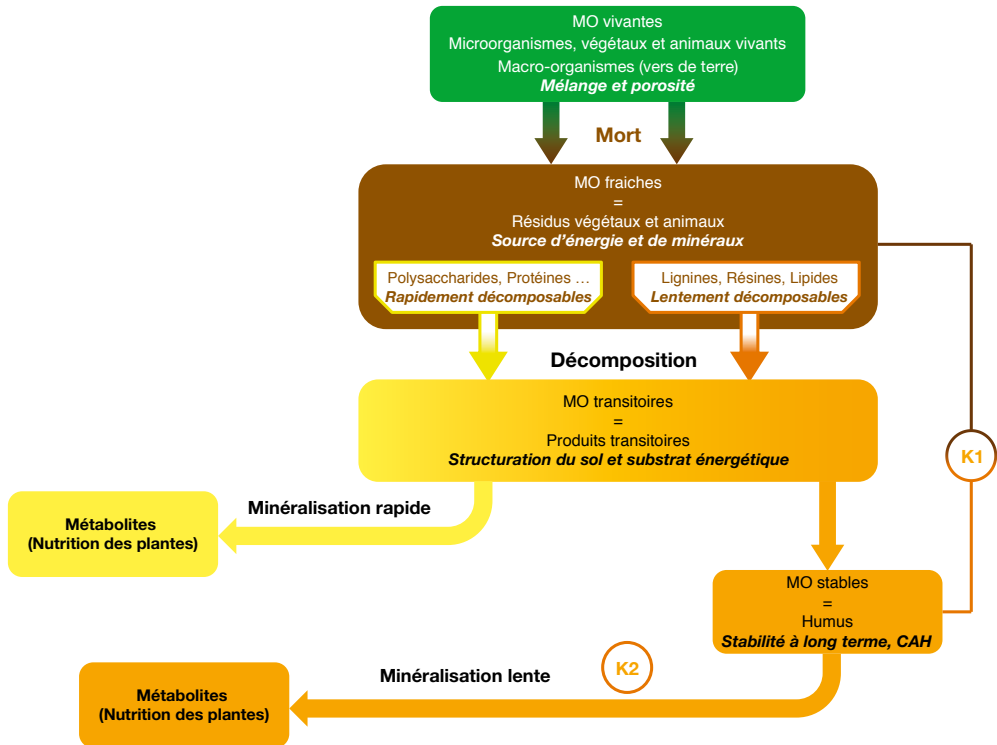 MO vivantes
Microorganismes, végétaux et animaux vivants
Macro-organismes (vers de terre)
Mélange et porosité
Mort
MO fraiches
=
Résidus végétaux et animaux
Source d'énergie et de minéraux
Polysaccharides, Protéines ...
Rapidement décomposables
Lignines, Résines, Lipides
Lentement décomposables
Décomposition
MO transitoires
=
Produits transitoires
Structuration du sol et substrat énergétique
K1
Minéralisation rapide
Métabolites
(Nutrition des plantes)
MO stables
=
Humus
Stabilité à long terme, CAH
K2
Minéralisation lente
Métabolites
(Nutrition des plantes)